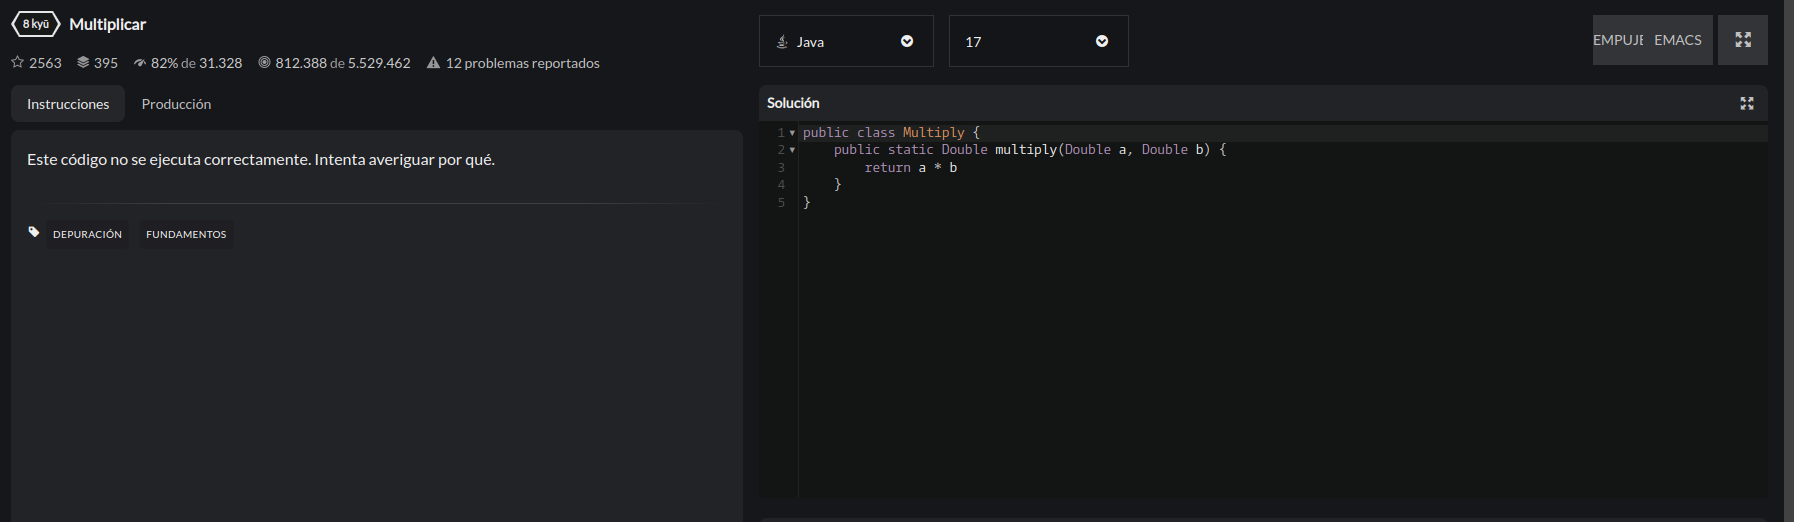 8 kyū Multiplicar
2563 395 82% de 31.328 812.388 de 5.529.462 12 problemas reportados
Instrucciones Producción
Este código no se ejecuta correctamente. Intenta averiguar por qué.
DEPURACIÓN FUNDAMENTOS
Java 17 EMPUJE EMACS
Solución
1 public class Multiply {
2 public static Double multiply(Double a, Double b) {
3 return a * b
4 }
5 }